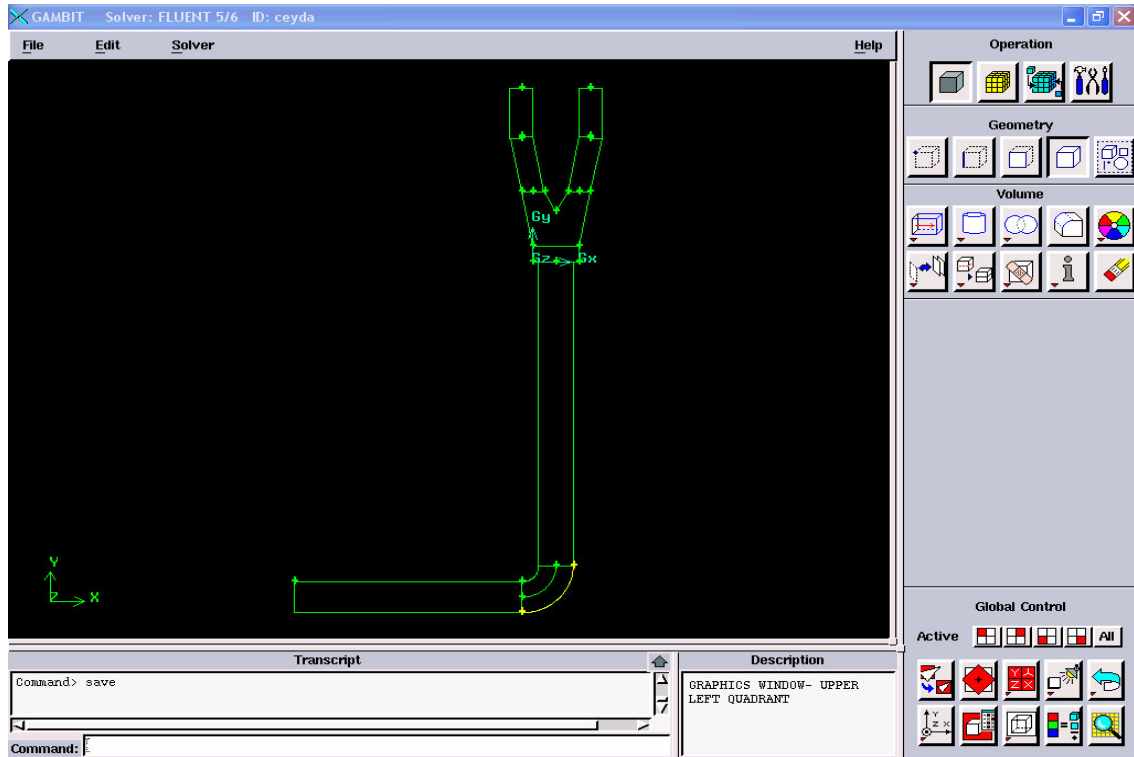 GAMBIT Solver: FLUENT 5/6 ID: ceyda
File Edit Solver Help
Operation
Geometry
Volume
Gy
Gz Gx
Y
Z X
Global Control
Active All
Transcript
Command> save
Command:
Description
GRAPHICS WINDOW- UPPER
LEFT QUADRANT